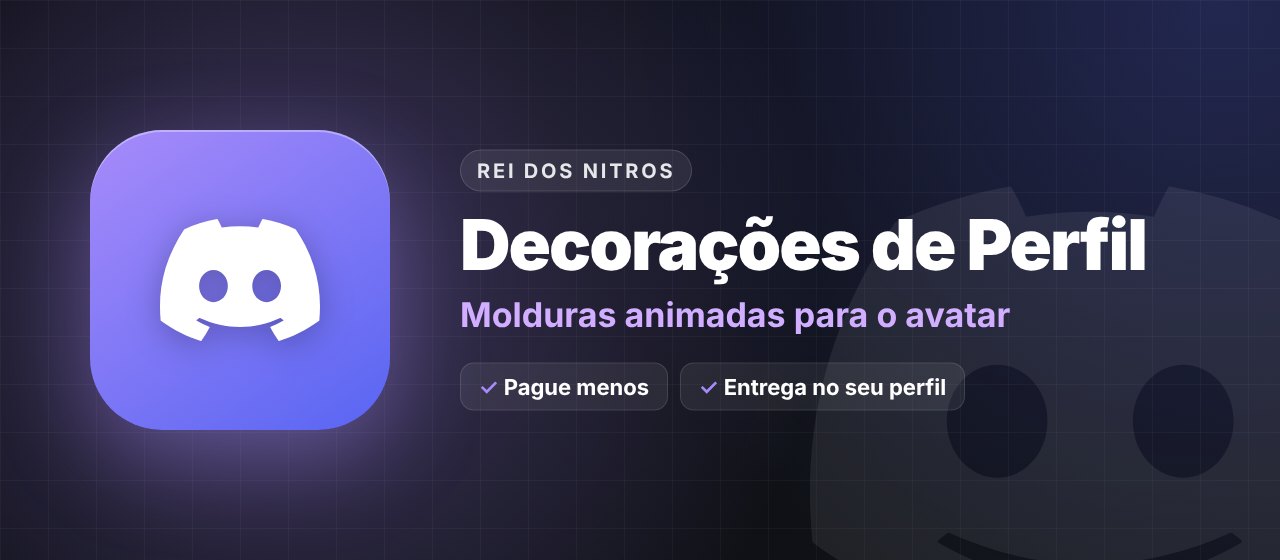 REI DOS NITROS
Decorações de Perfil
Molduras animadas para o avatar
✓ Pague menos ✓ Entrega no seu perfil